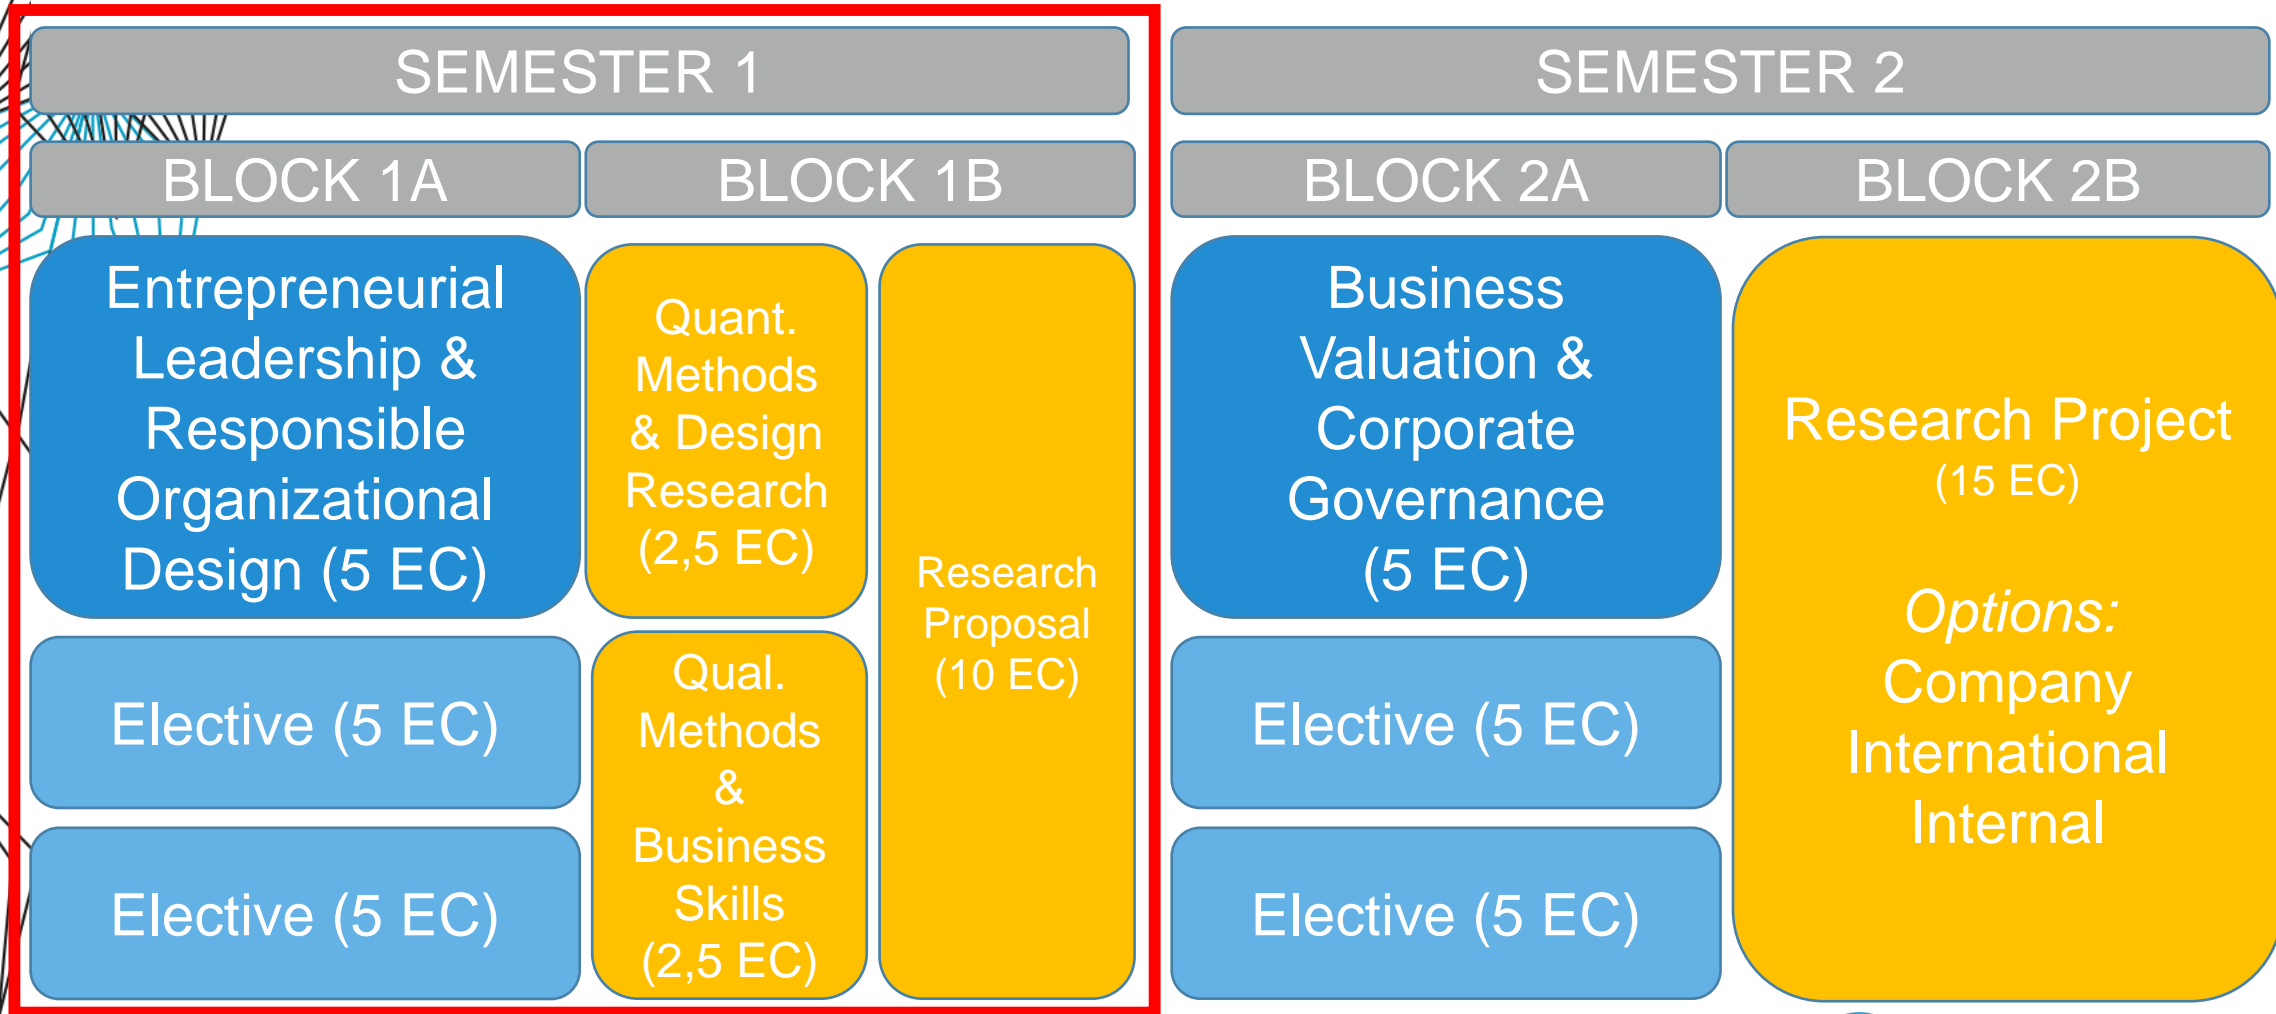 SEMESTER 1
SEMESTER 2
BLOCK 1A
BLOCK 1B
BLOCK 2A
BLOCK 2B
Entrepreneurial
Leadership &
Responsible
Organizational
Design (5 EC)
Elective (5 EC)
Elective (5 EC)
Quant.
Methods
& Design
Research
(2,5 EC)
Qual.
Methods
&
Business
Skills
(2,5 EC)
Research
Proposal
(10 EC)
Business
Valuation &
Corporate
Governance
(5 EC)
Elective (5 EC)
Elective (5 EC)
Research Project
(15 EC)
Options:
Company
International
Internal